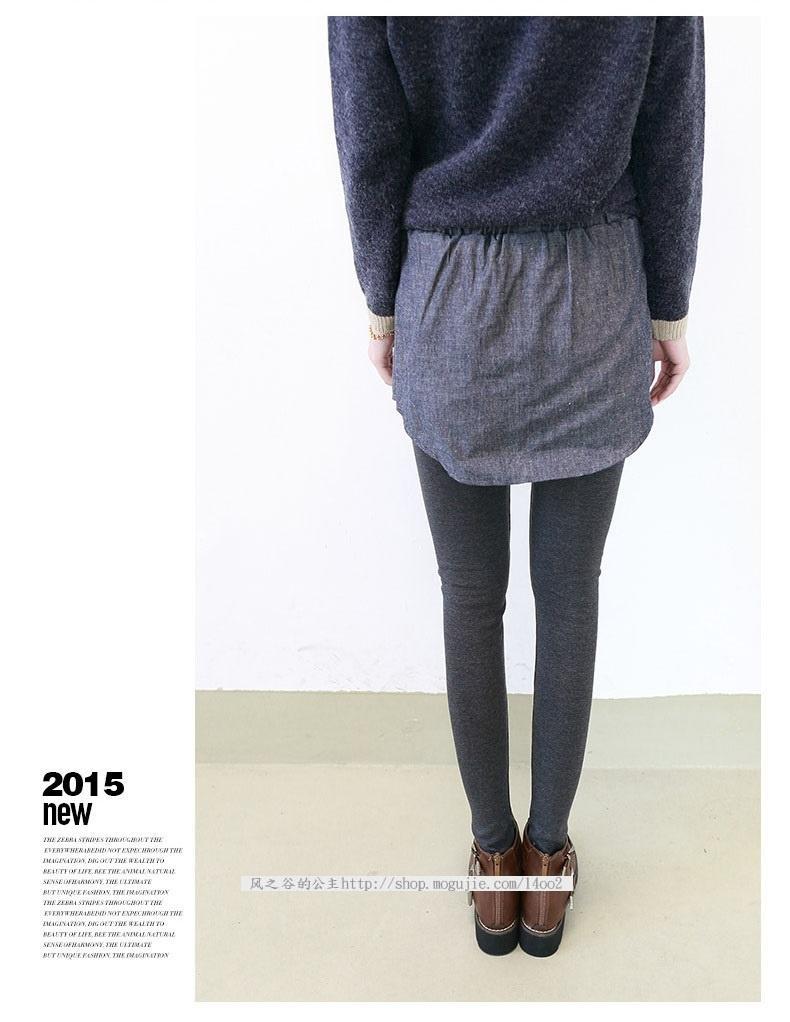 2015
new
THE ZEBRA STRIPES THROUGHOUT THE
EVERYWHERABEDID NOT EXPECHROUGH THE
IMAGINATION, DIG OUT THE WEALTH TO
BEAUTY OF LIFE, BEE THE ANIMAL NATURAL
SENSE OFHARMONY, THE ULTIMATE
BUT UNIQUE FASHION, THE IMAGINATION
THE ZEBRA STRIPES THROUGHOUT THE
EVERYWHERABEDID NOT EXPECHROUGH THE
IMAGINATION, DIG OUT THE WEALTH TO
BEAUTY OF LIFE, BEE THE ANIMAL NATURAL
SENSE OFHARMONY, THE ULTIMATE
BUT UNIQUE FASHION, THE IMAGINATION
风之谷的公主http://shop.mogujie.com/14oo2